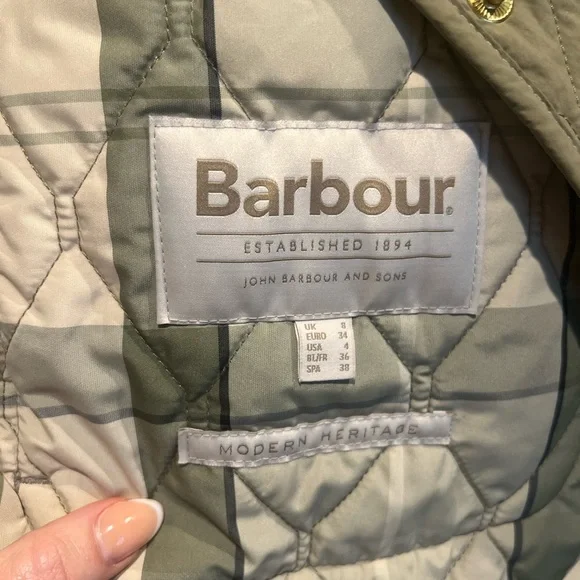 Barbour®
ESTABLISHED 1894
JOHN BARBOUR AND SONS
UK 8
EURO 34
USA 4
BL/FR 36
SPA 38
MODERN HERITAGE